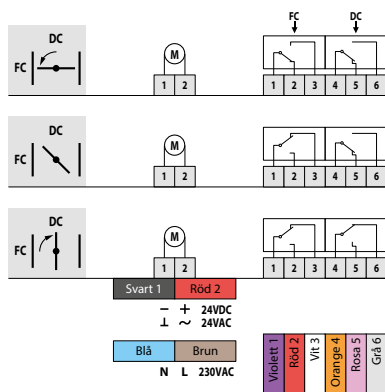 FC DC
DC
FC
M
1 2
1 2 3 4 5 6
DC
FC
M
1 2
1 2 3 4 5 6
DC
FC
M
1 2
1 2 3 4 5 6
Svart 1 Röd 2
− + 24VDC
⊥ ~ 24VAC
Blå Brun
N L 230VAC
Violett 1
Röd 2
Vit 3
Orange 4
Rosa 5
Grå 6